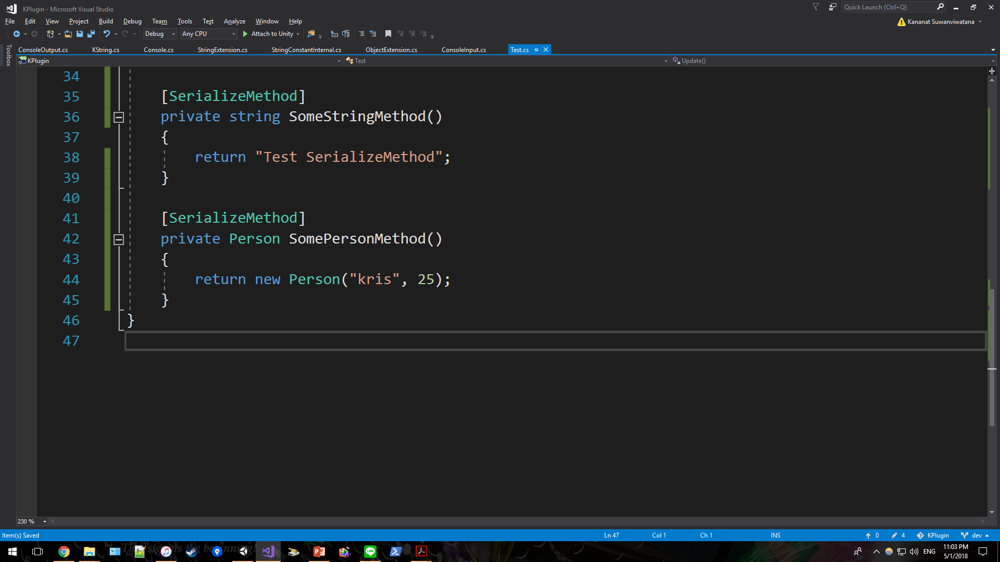 KPlugin - Microsoft Visual Studio
Quick Launch (Ctrl+Q)
File Edit View Project Build Debug Team Tools Test Analyze Window Help
Kananat Suwanviwatana
Debug Any CPU Attach to Unity
Toolbox
ConsoleOutput.cs KString.cs Console.cs StringExtension.cs StringConstantInternal.cs ObjectExtension.cs ConsoleInput.cs Test.cs
KPlugin Test Update()
34
35 [SerializeMethod]
36 private string SomeStringMethod()
37 {
38 return "Test SerializeMethod";
39 }
40
41 [SerializeMethod]
42 private Person SomePersonMethod()
43 {
44 return new Person("kris", 25);
45 }
46 }
47
230 %
Item(s) Saved Ln 47 Col 1 Ch 1 INS 0 4 KPlugin dev
LINE
ENG
11:03 PM
5/1/2018